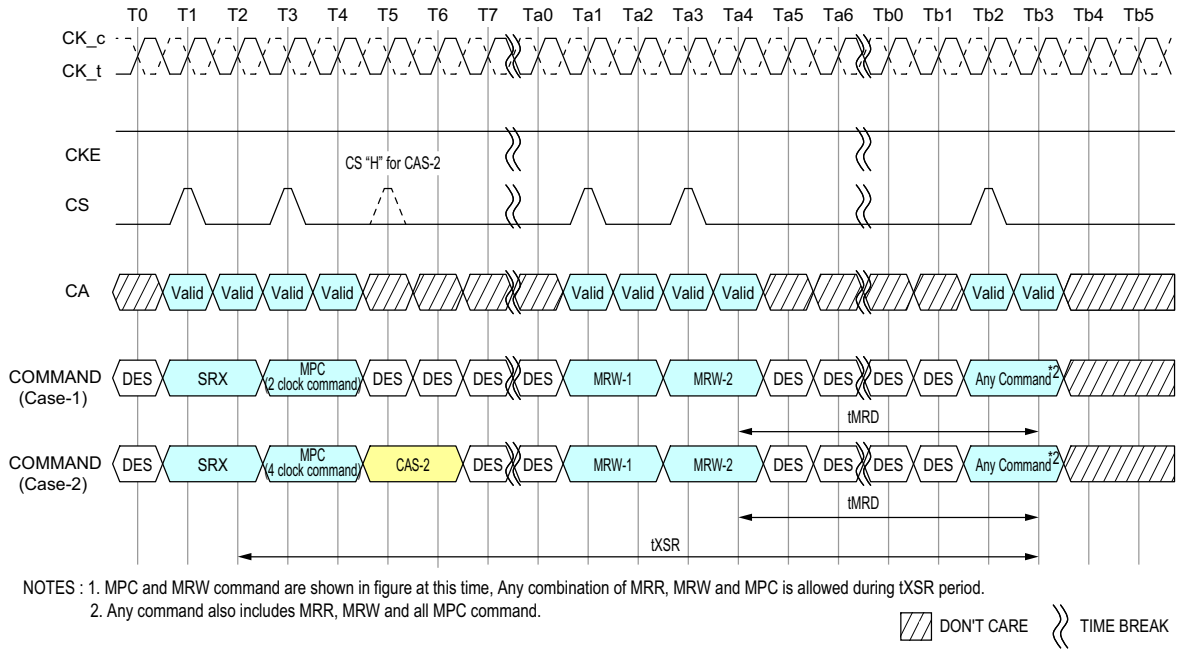 T0 T1 T2 T3 T4 T5 T6 T7 Ta0 Ta1 Ta2 Ta3 Ta4 Ta5 Ta6 Tb0 Tb1 Tb2 Tb3 Tb4 Tb5
CK_c
CK_t
CKE
CS "H" for CAS-2
CS
CA Valid Valid Valid Valid Valid Valid Valid Valid Valid Valid
COMMAND
(Case-1)
DES SRX MPC
(2 clock command) DES DES DES DES MRW-1 MRW-2 DES DES DES DES Any Command*2
tMRD
COMMAND
(Case-2)
DES SRX MPC
(4 clock command) CAS-2 DES DES MRW-1 MRW-2 DES DES DES DES Any Command*2
tMRD
tXSR
NOTES : 1. MPC and MRW command are shown in figure at this time, Any combination of MRR, MRW and MPC is allowed during tXSR period.
2. Any command also includes MRR, MRW and all MPC command.
DON'T CARE TIME BREAK